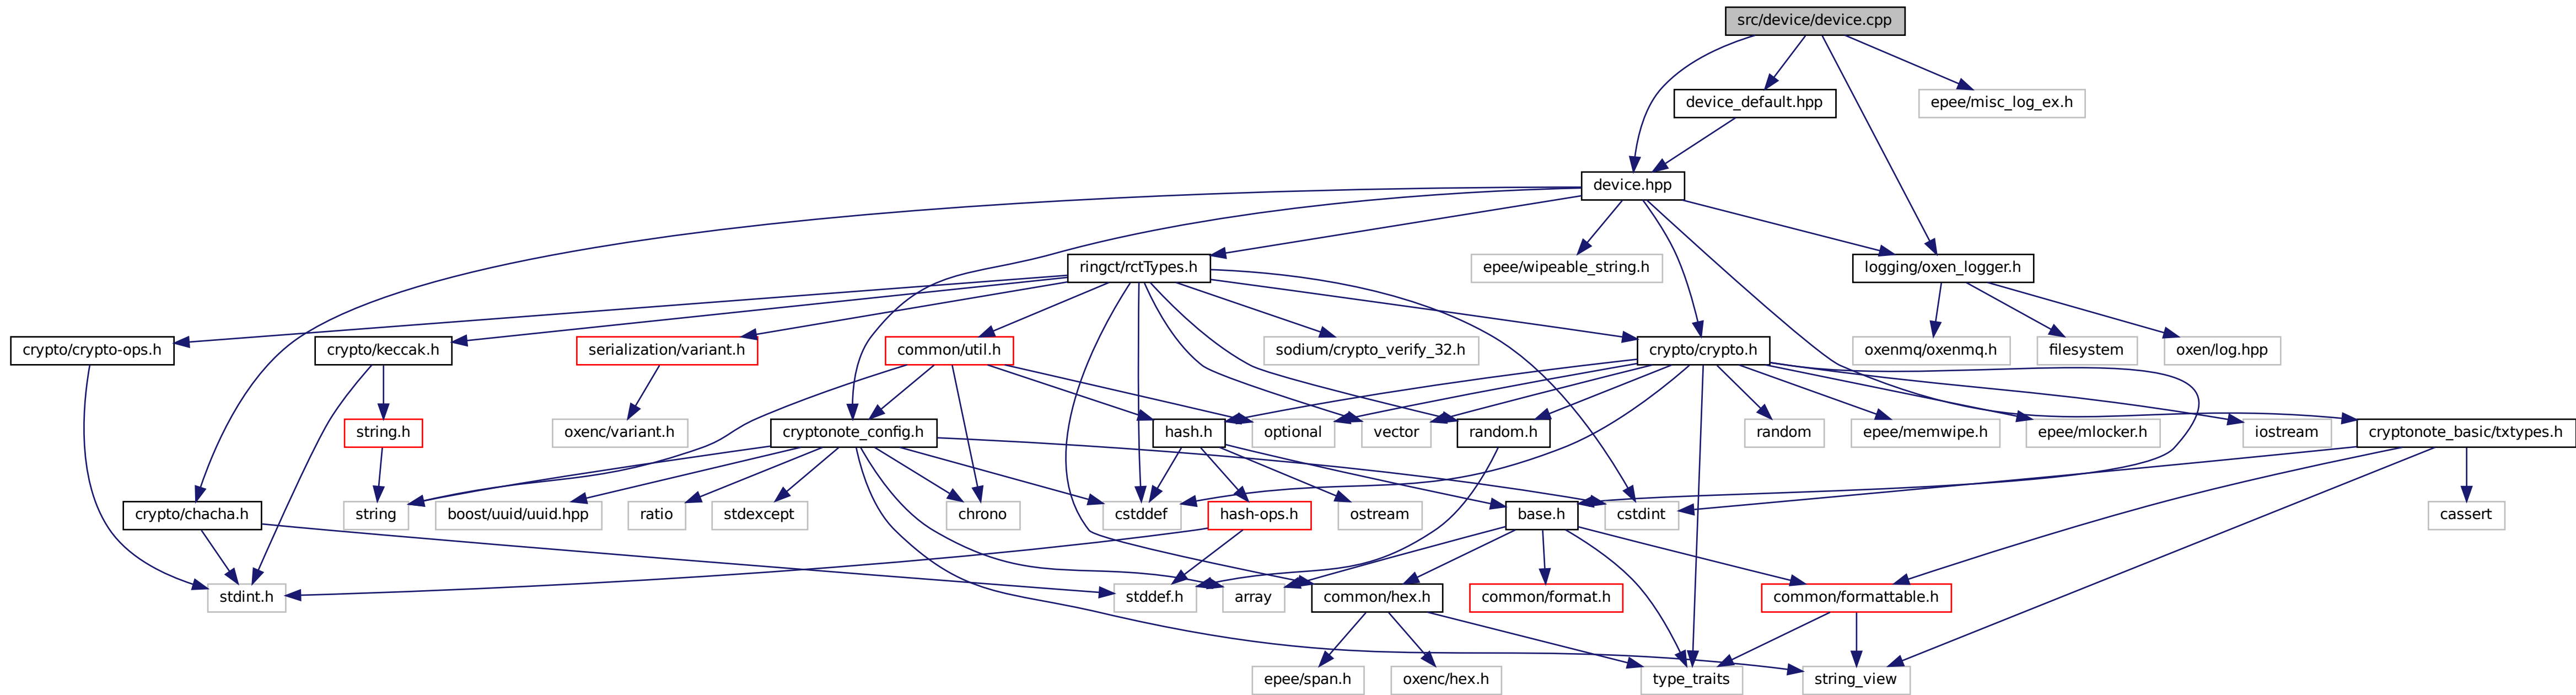 src/device/device.cpp
device_default.hpp
epee/misc_log_ex.h
device.hpp
ringct/rctTypes.h
epee/wipeable_string.h
logging/oxen_logger.h
crypto/crypto-ops.h
crypto/keccak.h
serialization/variant.h
common/util.h
sodium/crypto_verify_32.h
crypto/crypto.h
oxenmq/oxenmq.h
filesystem
oxen/log.hpp
string.h
oxenc/variant.h
cryptonote_config.h
hash.h
optional
vector
random.h
random
epee/memwipe.h
epee/mlocker.h
iostream
cryptonote_basic/txtypes.h
crypto/chacha.h
string
boost/uuid/uuid.hpp
ratio
stdexcept
chrono
cstddef
hash-ops.h
ostream
base.h
cstdint
cassert
stdint.h
stddef.h
array
common/hex.h
common/format.h
common/formattable.h
epee/span.h
oxenc/hex.h
type_traits
string_view